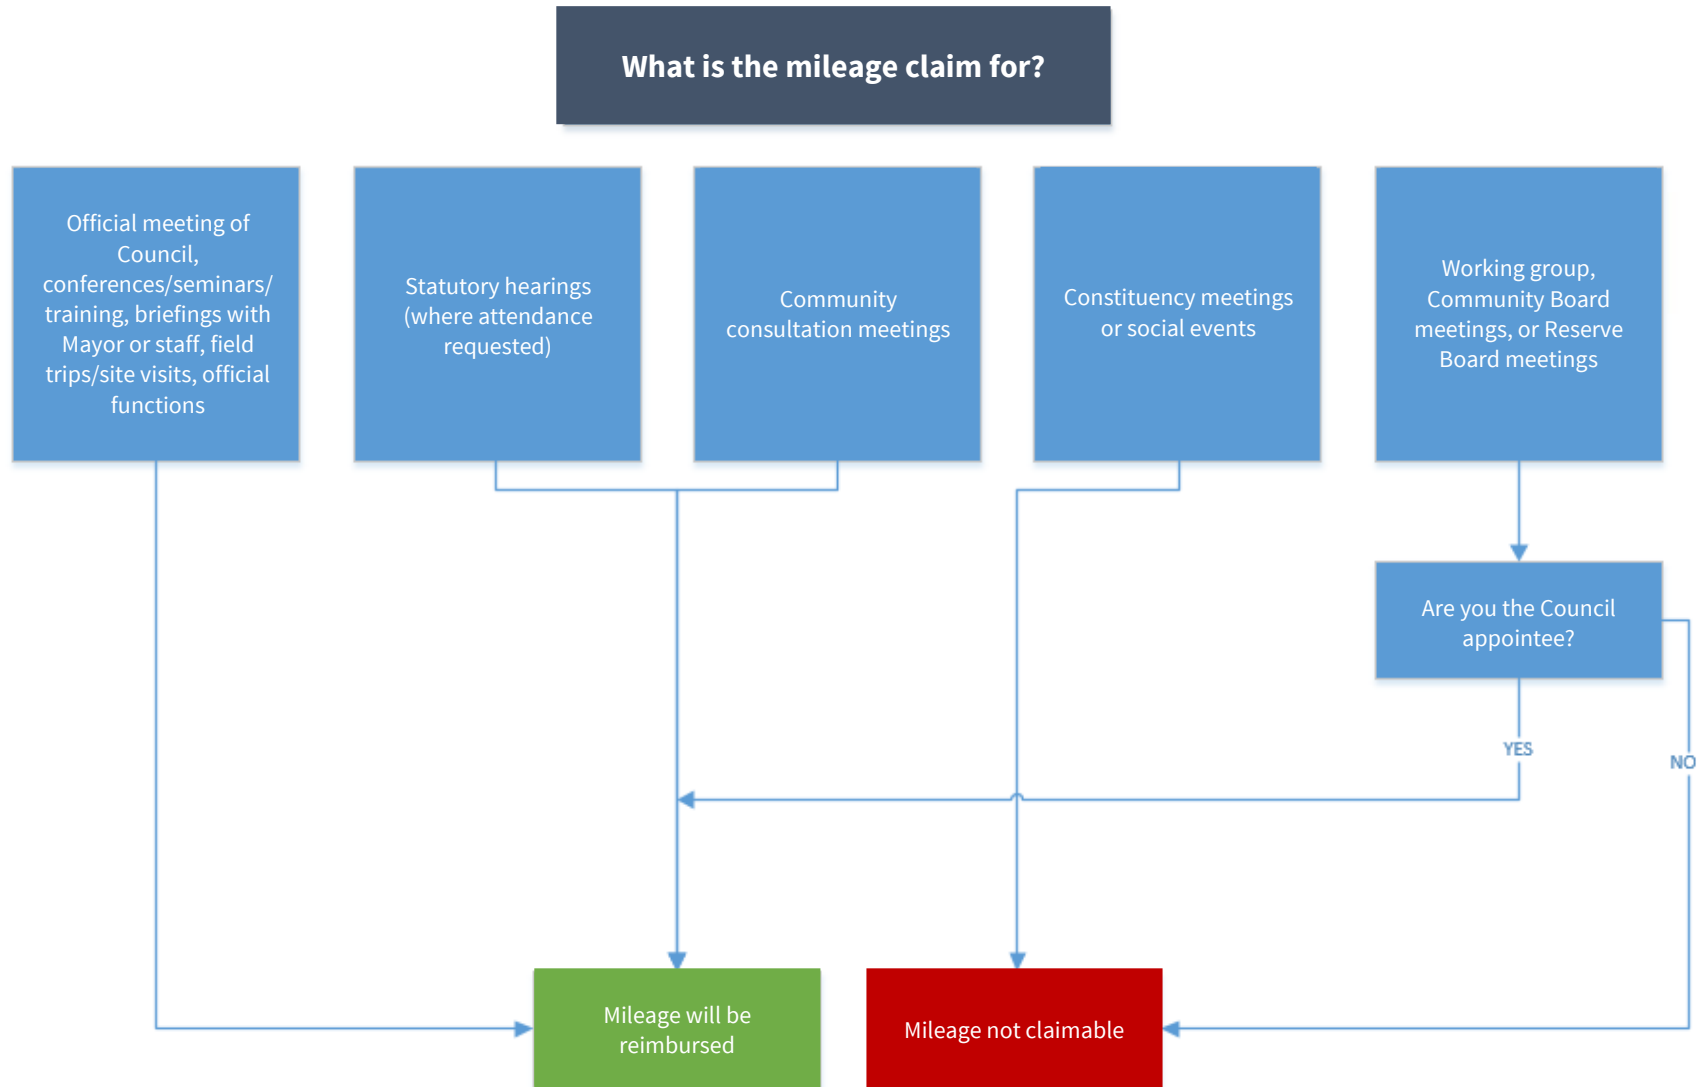 What is the mileage claim for?
Official meeting of
Council,
conferences/seminars/
training, briefings with
Mayor or staff, field
trips/site visits, official
functions
Statutory hearings
(where attendance
requested)
Community
consultation meetings
Constituency meetings
or social events
Working group,
Community Board
meetings, or Reserve
Board meetings
Are you the Council
appointee?
YES
NO
Mileage will be
reimbursed
Mileage not claimable